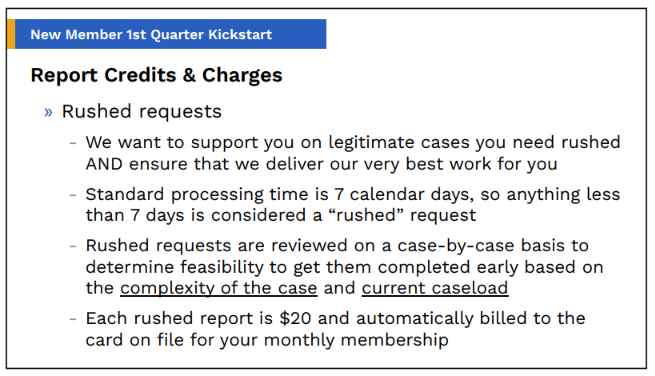 New Member 1st Quarter Kickstart
Report Credits & Charges
» Rushed requests
- We want to support you on legitimate cases you need rushed
AND ensure that we deliver our very best work for you
- Standard processing time is 7 calendar days, so anything less
than 7 days is considered a “rushed” request
- Rushed requests are reviewed on a case-by-case basis to
determine feasibility to get them completed early based on
the complexity of the case and current caseload
- Each rushed report is $20 and automatically billed to the
card on file for your monthly membership